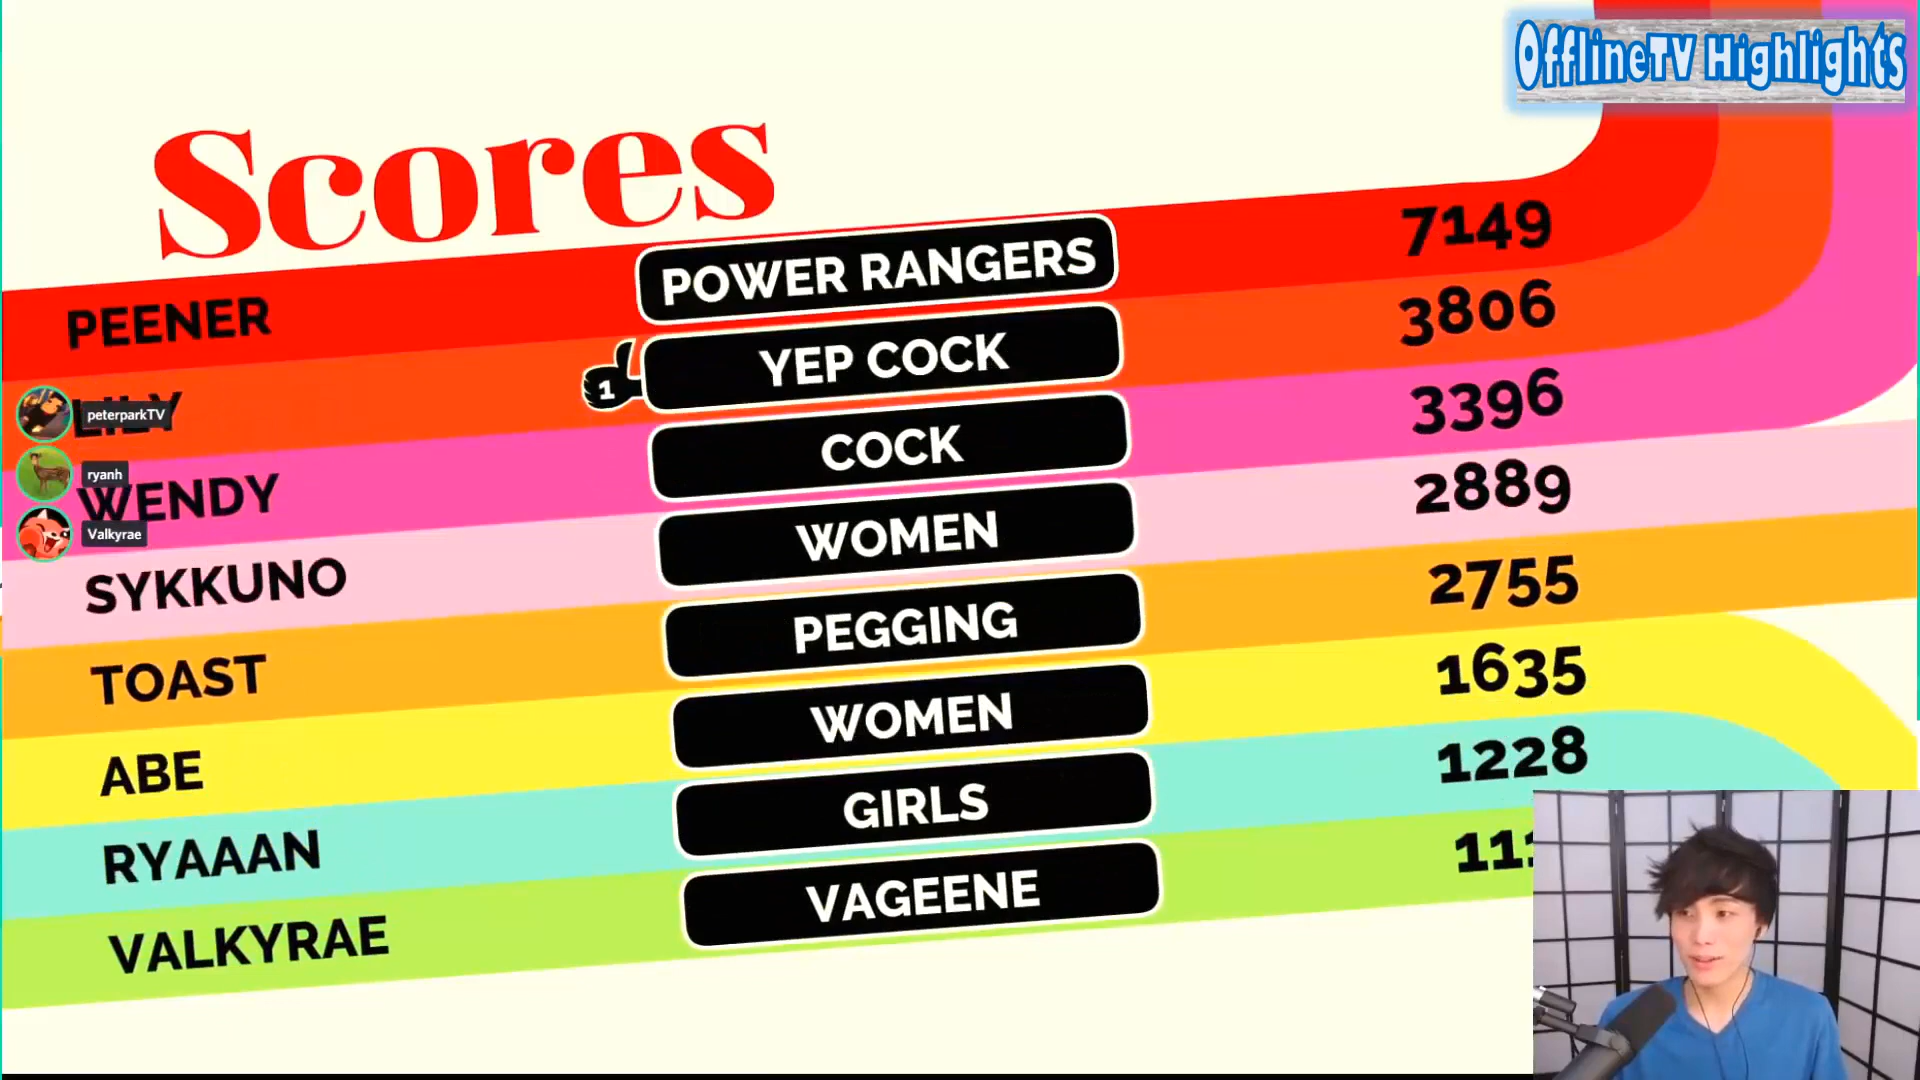 OfflineTV Highlights
Scores
PEENER POWER RANGERS 7149
LILY 1 YEP COCK 3806
peterparkTV
WENDY COCK 3396
ryanh
Valkyrae
SYKKUNO WOMEN 2889
TOAST PEGGING 2755
ABE WOMEN 1635
RYAAAN GIRLS 1228
VALKYRAE VAGEENE